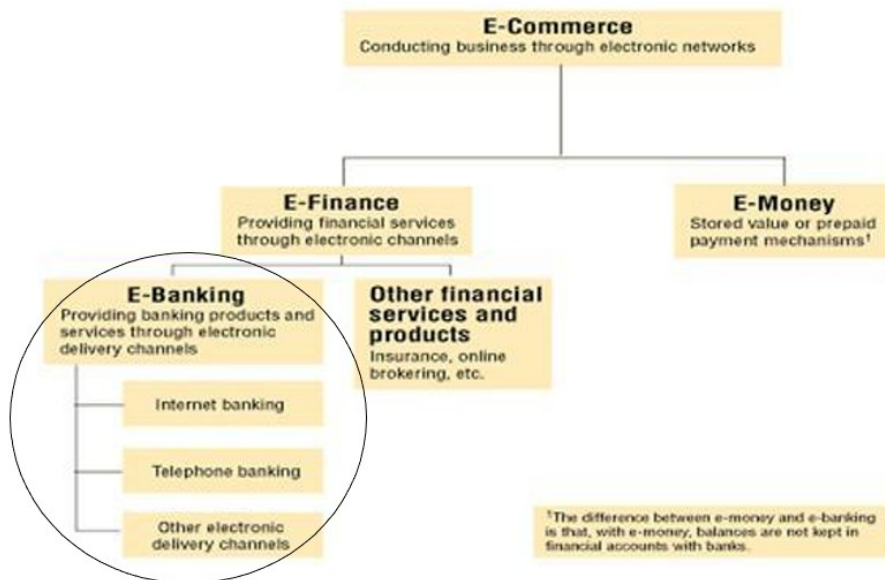 E-Commerce
Conducting business through electronic networks
E-Finance
Providing financial services
through electronic channels
E-Money
Stored value or prepaid
payment mechanisms¹
E-Banking
Providing banking products and
services through electronic
delivery channels
Other financial
services and
products
Insurance, online
brokering, etc.
Internet banking
Telephone banking
Other electronic
delivery channels
¹The difference between e-money and e-banking
is that, with e-money, balances are not kept in
financial accounts with banks.